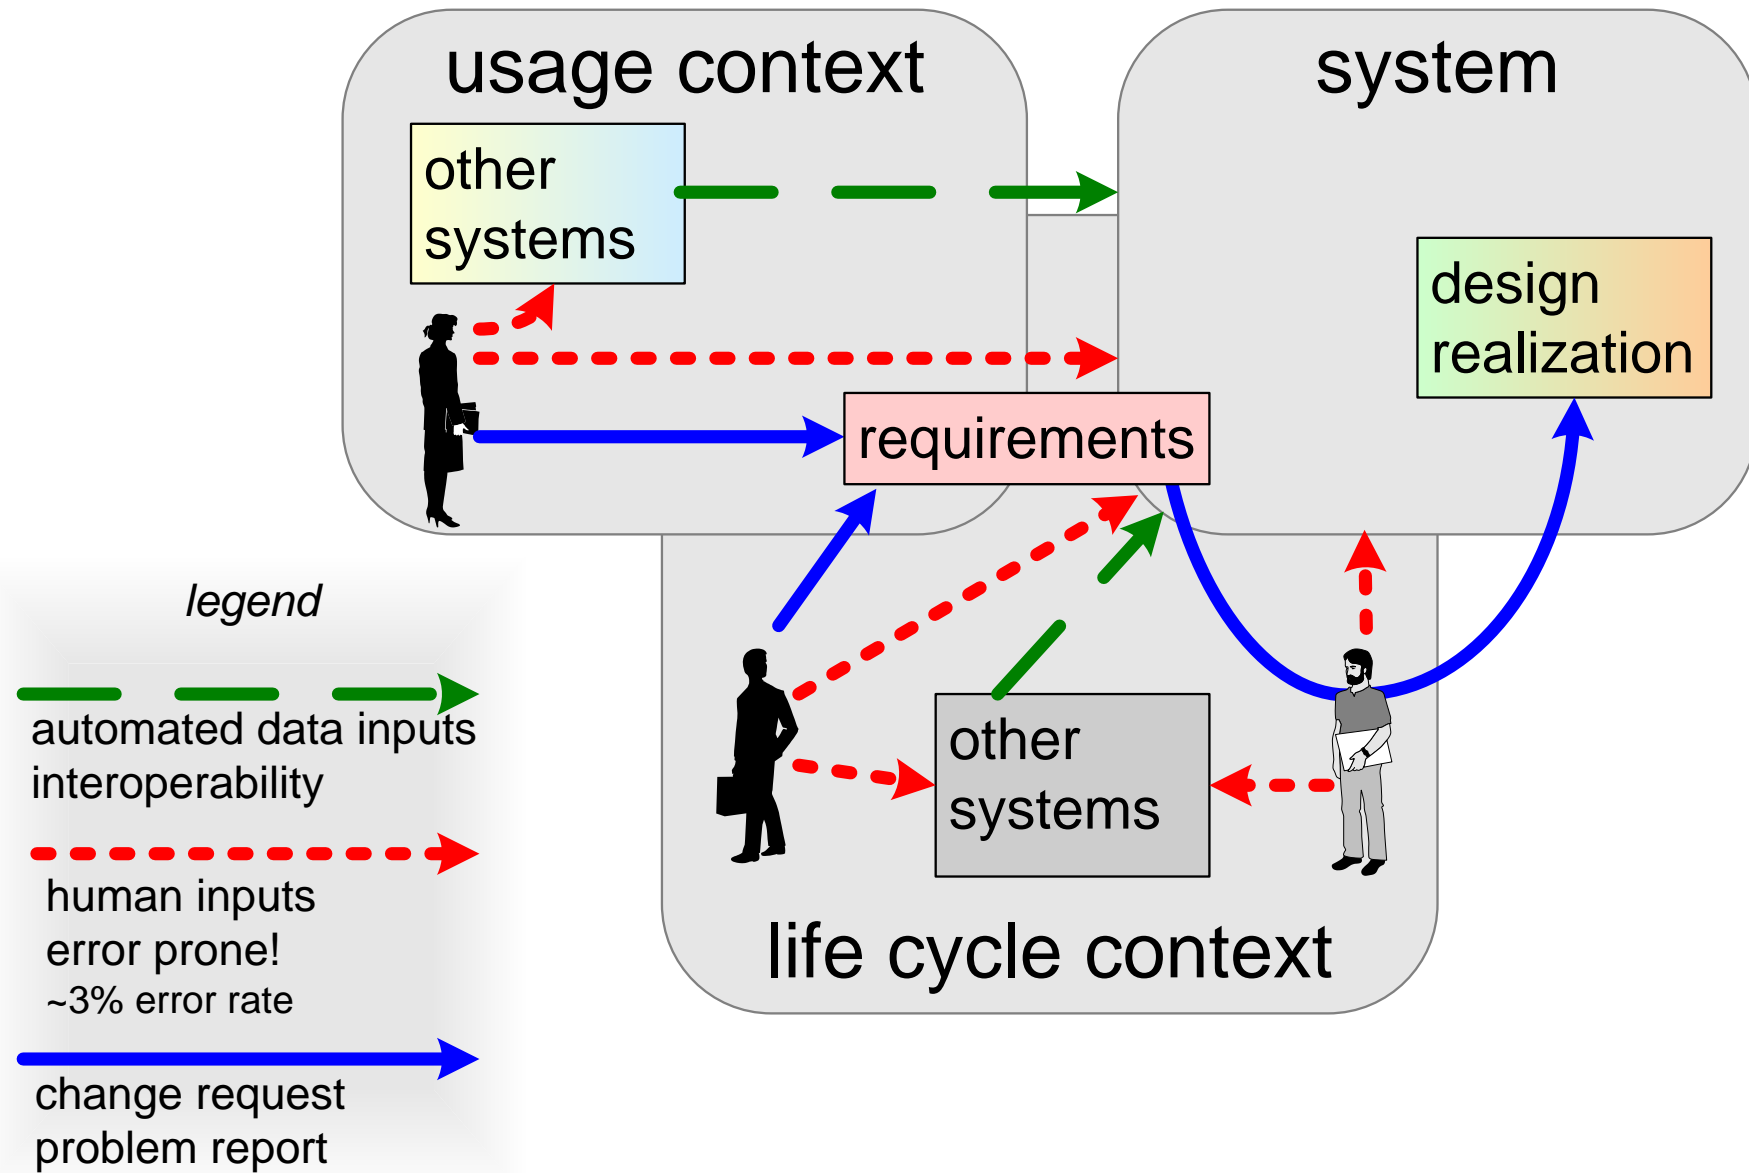 usage context
system
other
systems
design
realization
requirements
legend
automated data inputs
interoperability
human inputs
error prone!
~3% error rate
change request
problem report
other
systems
life cycle context